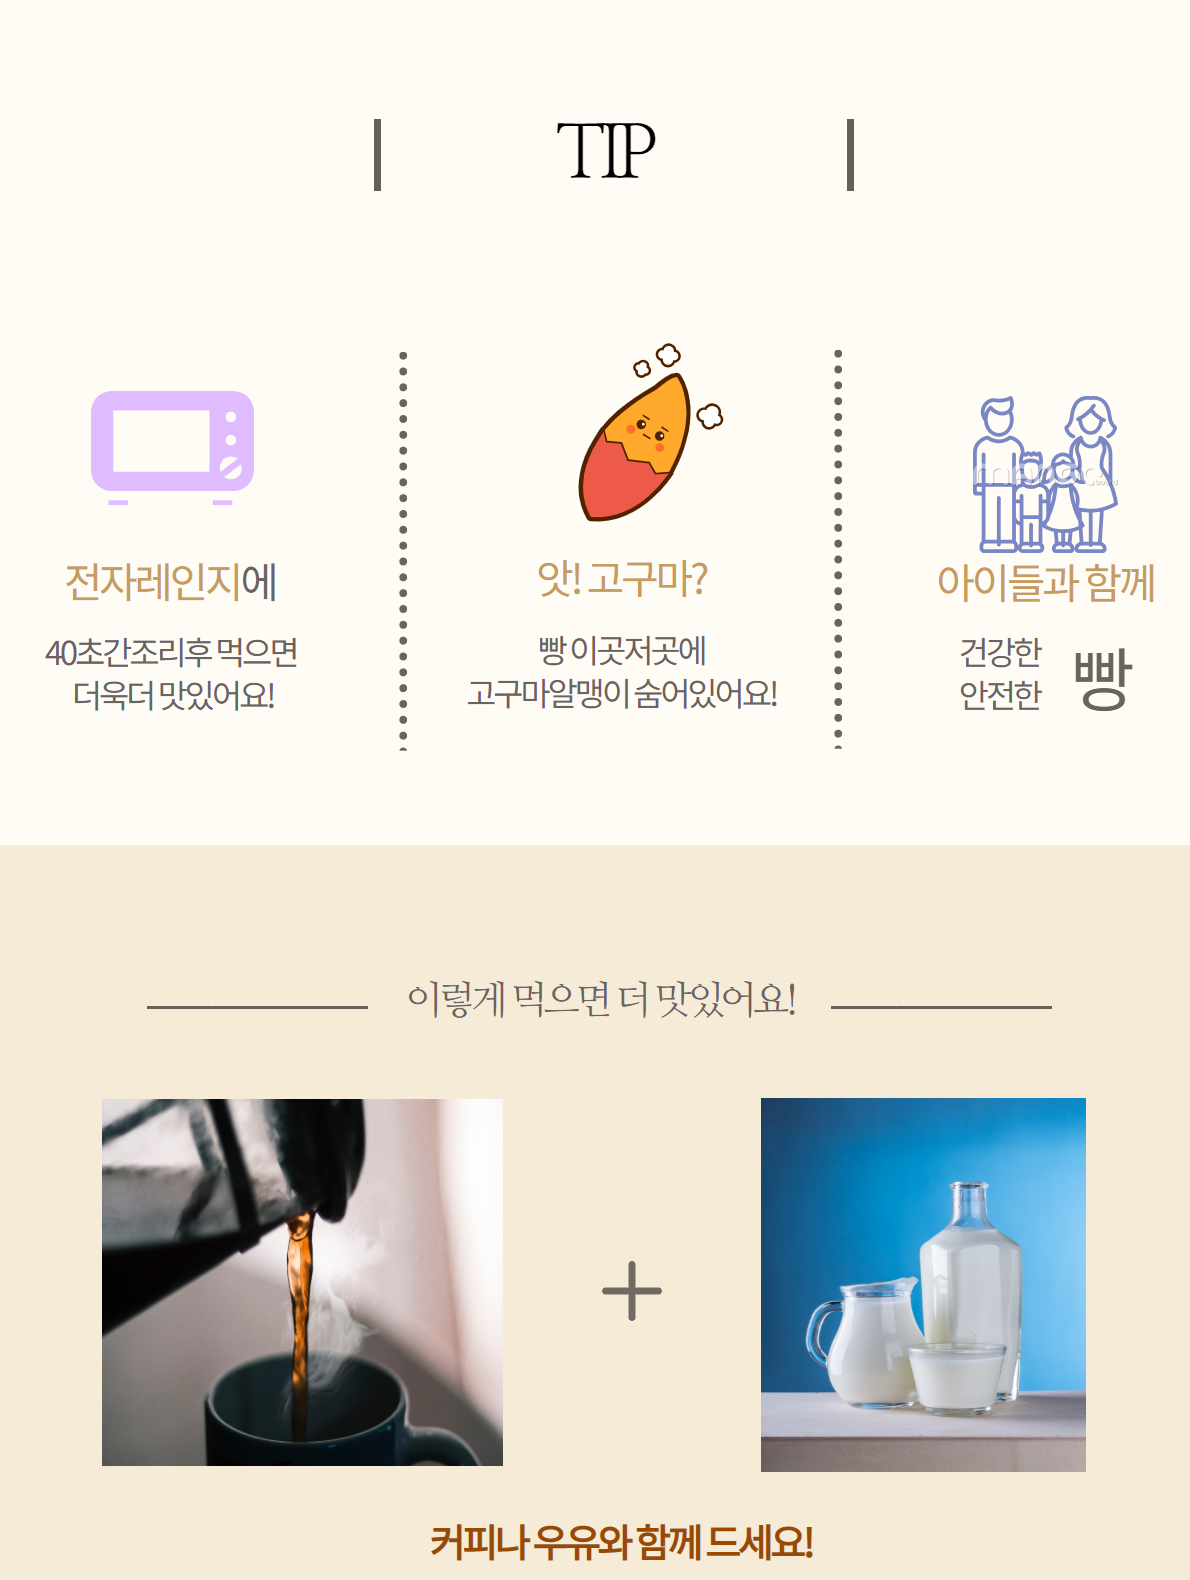 TIP
전자레인지에
40초간조리후 먹으면
더욱더 맛있어요!
앗! 고구마?
빵 이곳저곳에
고구마알맹이 숨어있어요!
아이들과 함께
건강한
안전한
빵
이렇게 먹으면 더 맛있어요!
커피나 우유와 함께 드세요!